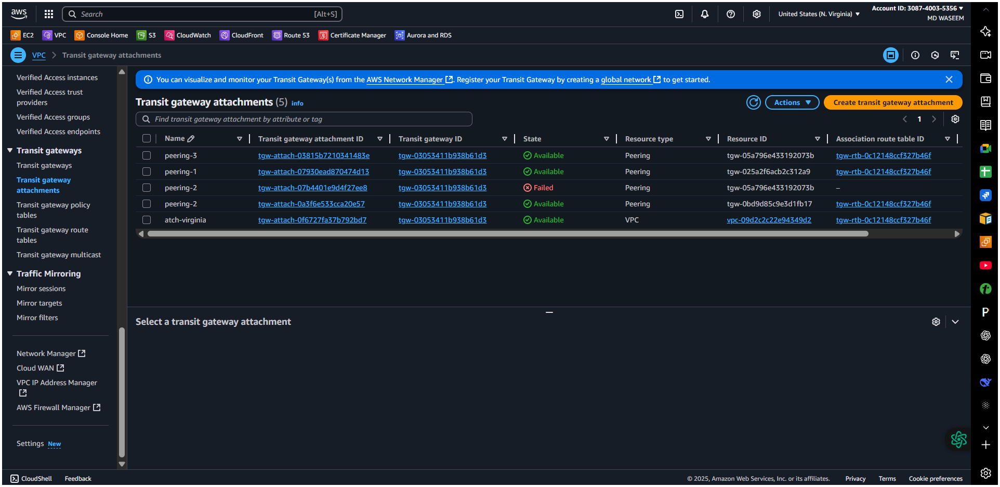 aws
Search
[Alt+S]
United States (N. Virginia)
Account ID: 3087-4003-5356
MD WASEEM
EC2
VPC
Console Home
S3
CloudWatch
CloudFront
Route 53
Certificate Manager
Aurora and RDS
VPC
Transit gateway attachments
Verified Access instances
Verified Access trust
providers
Verified Access groups
Verified Access endpoints
Transit gateways
Transit gateways
Transit gateway
attachments
Transit gateway policy
tables
Transit gateway route
tables
Transit gateway multicast
Traffic Mirroring
Mirror sessions
Mirror targets
Mirror filters
Network Manager
Cloud WAN
VPC IP Address Manager
AWS Firewall Manager
Settings New
You can visualize and monitor your Transit Gateway(s) from the AWS Network Manager . Register your Transit Gateway by creating a global network to get started.
Transit gateway attachments (5) info
Actions
Create transit gateway attachment
Find transit gateway attachment by attribute or tag
1
Name Transit gateway attachment ID Transit gateway ID State Resource type Resource ID Association route table ID
peering-3 tgw-attach-03815b7210341483e tgw-03053411b938b61d3 Available Peering tgw-05a796e433192073b tgw-rtb-0c12148ccf327b46f
peering-1 tgw-attach-07930ead870474d13 tgw-03053411b938b61d3 Available Peering tgw-025a2f6acb2c312a9 tgw-rtb-0c12148ccf327b46f
peering-2 tgw-attach-07b4401e9d4f27ee8 tgw-03053411b938b61d3 Failed Peering tgw-05a796e433192073b –
peering-2 tgw-attach-0a3f6e533cca20e57 tgw-03053411b938b61d3 Available Peering tgw-0bd9d85c9e3d1fb17 tgw-rtb-0c12148ccf327b46f
atch-virginia tgw-attach-0f6727fa37b792bd7 tgw-03053411b938b61d3 Available VPC vpc-09d2c2c22e94349d2 tgw-rtb-0c12148ccf327b46f
Select a transit gateway attachment
P
CloudShell
Feedback
© 2025, Amazon Web Services, Inc. or its affiliates.
Privacy
Terms
Cookie preferences